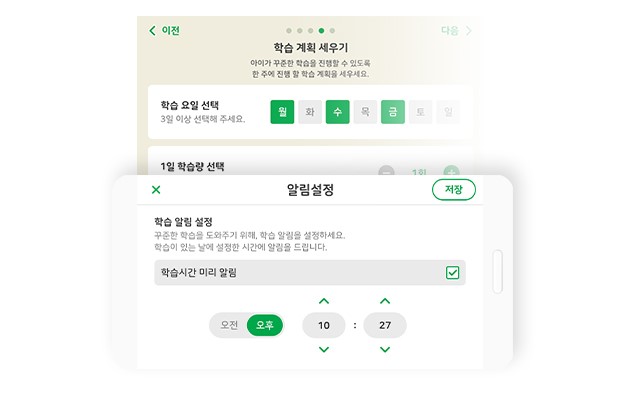 이전
다음
학습 계획 세우기
아이가 꾸준한 학습을 진행할 수 있도록
한 주에 진행 할 학습 계획을 세우세요.
학습 요일 선택
3일 이상 선택해 주세요.
월 화 수 목 금 토 일
1일 학습량 선택
알림설정
저장
학습 알림 설정
꾸준한 학습을 도와주기 위해, 학습 알림을 설정하세요.
학습이 있는 날에 설정한 시간에 알림을 드립니다.
학습시간 미리 알림
오전 오후 10 : 27